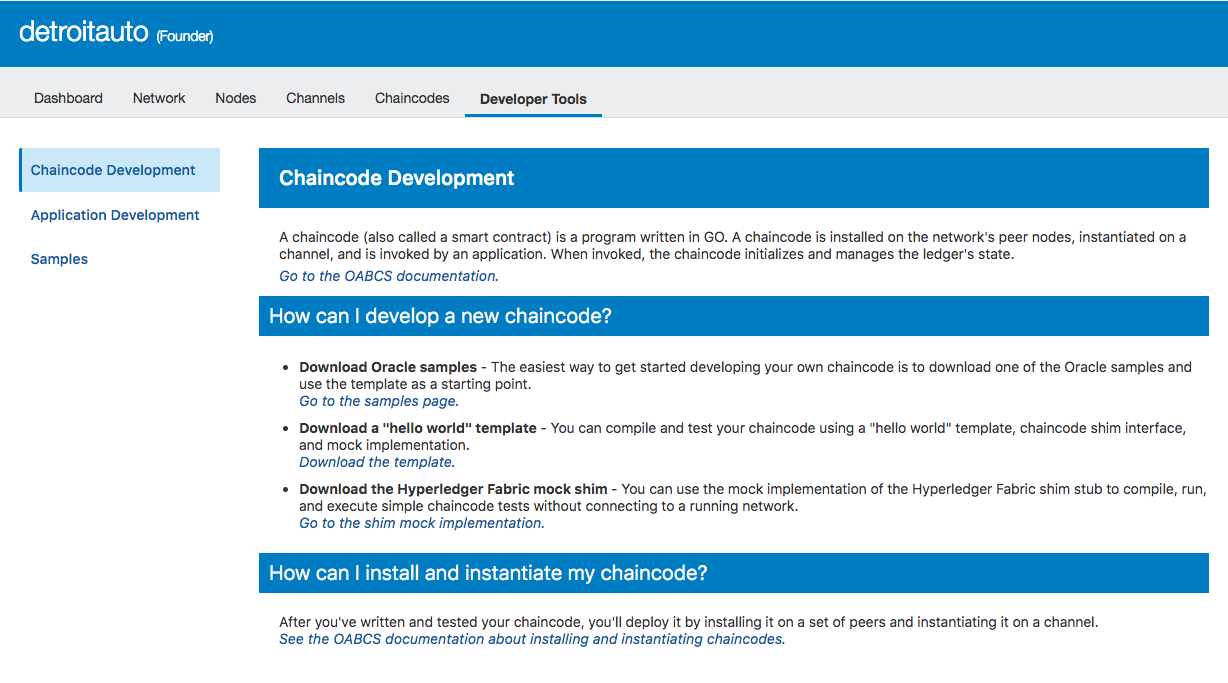 detroitauto (Founder)
Dashboard Network Nodes Channels Chaincodes Developer Tools
Chaincode Development
Application Development
Samples
Chaincode Development
A chaincode (also called a smart contract) is a program written in GO. A chaincode is installed on the network's peer nodes, instantiated on a
channel, and is invoked by an application. When invoked, the chaincode initializes and manages the ledger's state.
Go to the OABCS documentation.
How can I develop a new chaincode?
• Download Oracle samples - The easiest way to get started developing your own chaincode is to download one of the Oracle samples and
use the template as a starting point.
Go to the samples page.
• Download a "hello world" template - You can compile and test your chaincode using a "hello world" template, chaincode shim interface,
and mock implementation.
Download the template.
• Download the Hyperledger Fabric mock shim - You can use the mock implementation of the Hyperledger Fabric shim stub to compile, run,
and execute simple chaincode tests without connecting to a running network.
Go to the shim mock implementation.
How can I install and instantiate my chaincode?
After you've written and tested your chaincode, you'll deploy it by installing it on a set of peers and instantiating it on a channel.
See the OABCS documentation about installing and instantiating chaincodes.